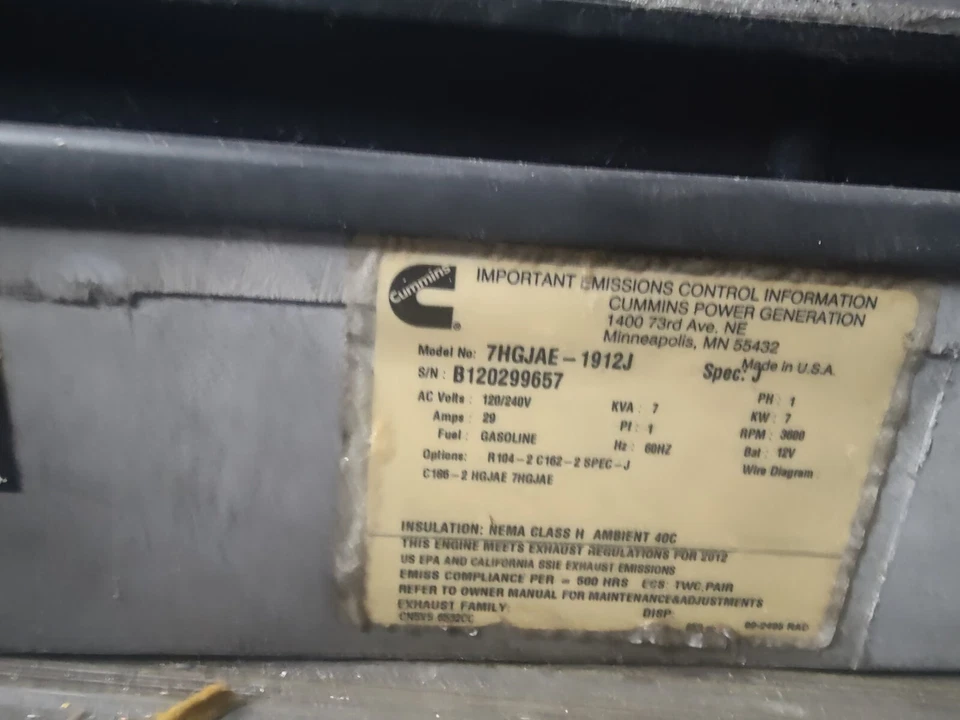 Cummins
IMPORTANT EMISSIONS CONTROL INFORMATION
CUMMINS POWER GENERATION
1400 73rd Ave, NE
Minneapolis, MN 55432
Made in U.S.A.
Model No: 7HGJAE-1912J Spec: J
S/N: B120299657
AC Volts: 120/240V KVA: 7 PH: 1
Amps: 29 PI: 1 KW: 7
Fuel: GASOLINE Hz: 60HZ RPM: 3600
Bat: 12V
Options: R104-2 C162-2 SPEC-J Wire Diagram
C166-2 HGJAE 7HGJAE
INSULATION: NEMA CLASS H AMBIENT 40C
THIS ENGINE MEETS EXHAUST REGULATIONS FOR 2012
US EPA AND CALIFORNIA SSIE EXHAUST EMISSIONS
EMISS COMPLIANCE PER = 500 HRS ECS: TWC, PAIR
REFER TO OWNER MANUAL FOR MAINTENANCE&ADJUSTMENTS
EXHAUST FAMILY: DISP: